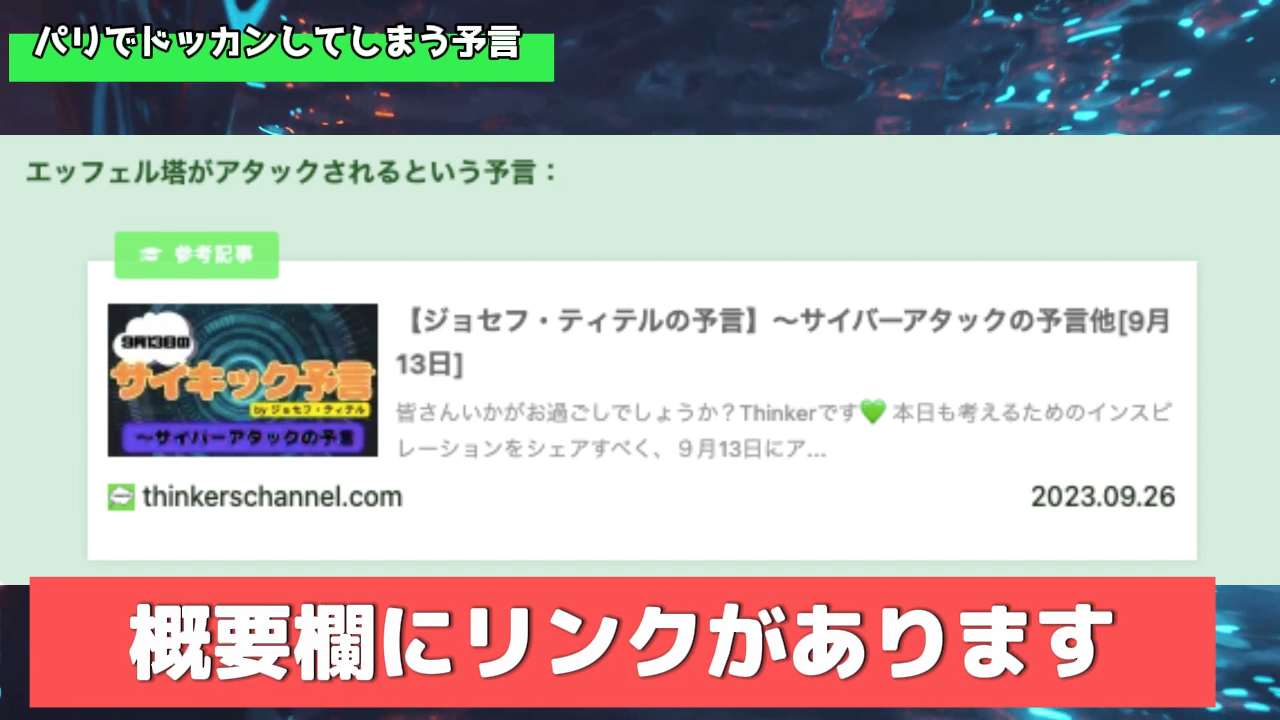 パリでドッカンしてしまう予言
エッフェル塔がアタックされるという予言：
参考記事
9月13日の
サイキック予言
by ジョセフ・ティテル
～サイバーアタックの予言
【ジョセフ・ティテルの予言】～サイバーアタックの予言他[9月
13日]
皆さんいかがお過ごしでしょうか？Thinkerです💚 本日も考えるためのインスピ
レーションをシェアすべく、９月13日にア...
thinkerschannel.com
2023.09.26
概要欄にリンクがあります